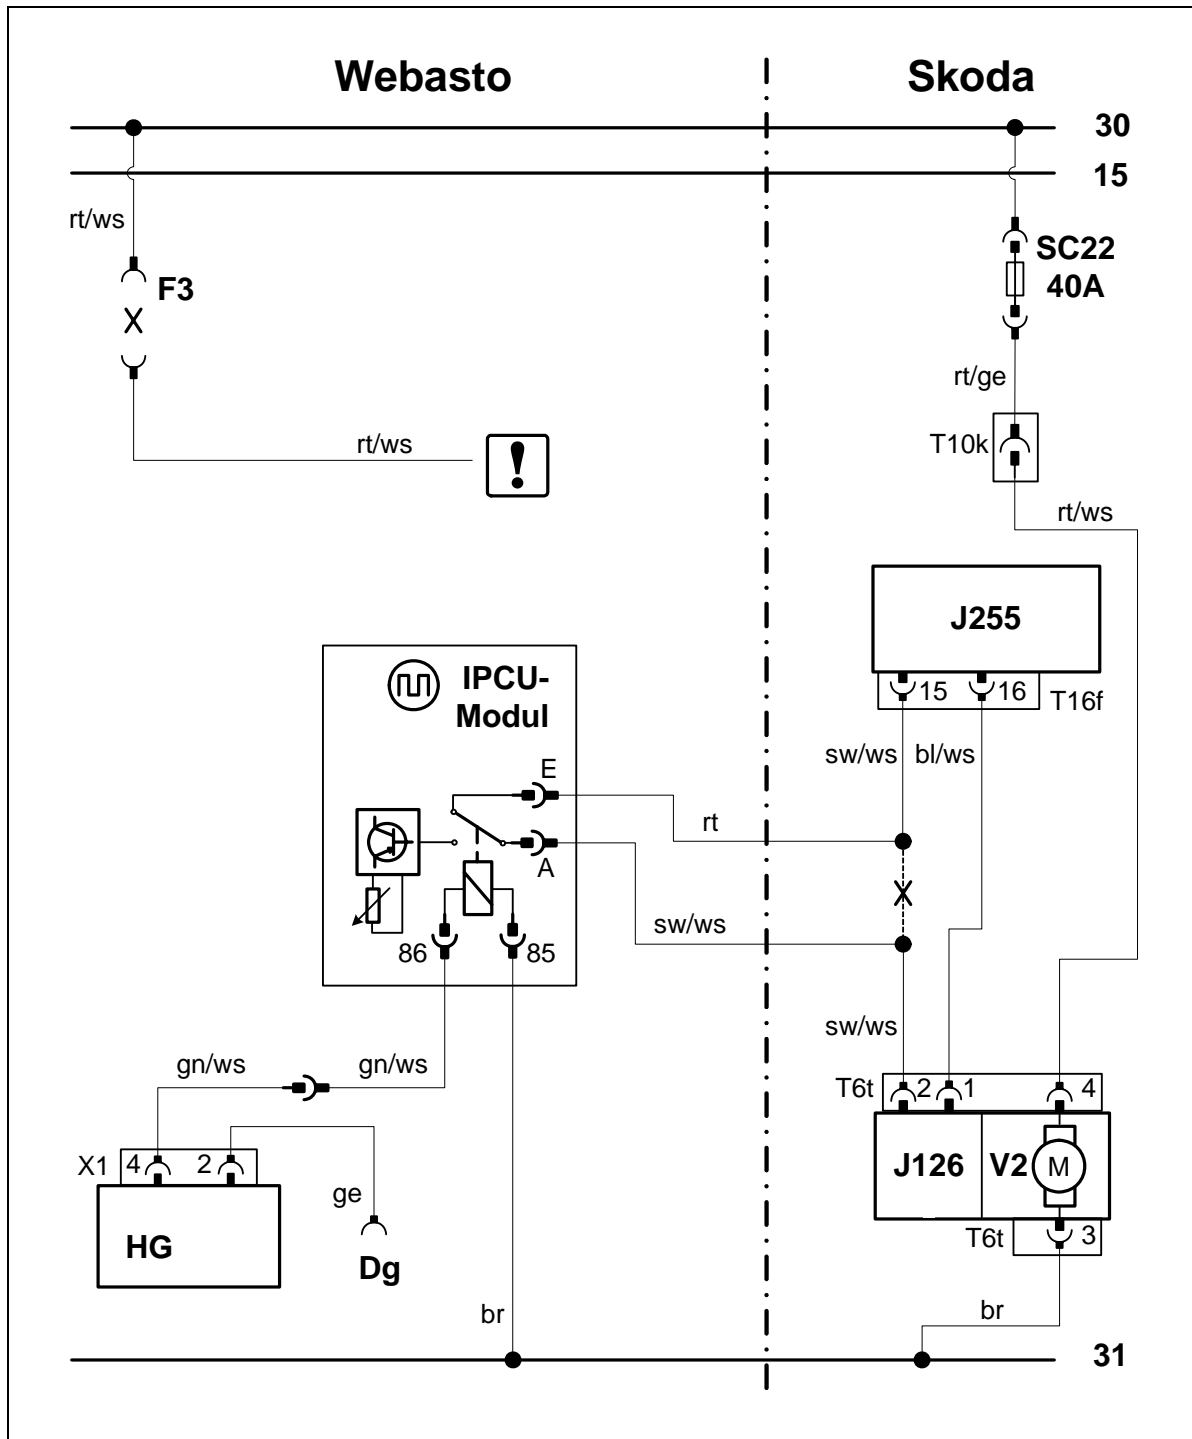 Webasto
Skoda
30
15
rt/ws
F3
X
SC22
40A
rt/ge
rt/ws
!
T10k
rt/ws
J255
15
16
T16f
IPCU-
Modul
sw/ws
bl/ws
E
rt
A
X
sw/ws
86
85
sw/ws
gn/ws
gn/ws
T6t
2
1
4
X1
4
2
J126
V2
M
ge
HG
Dg
T6t
3
br
br
31